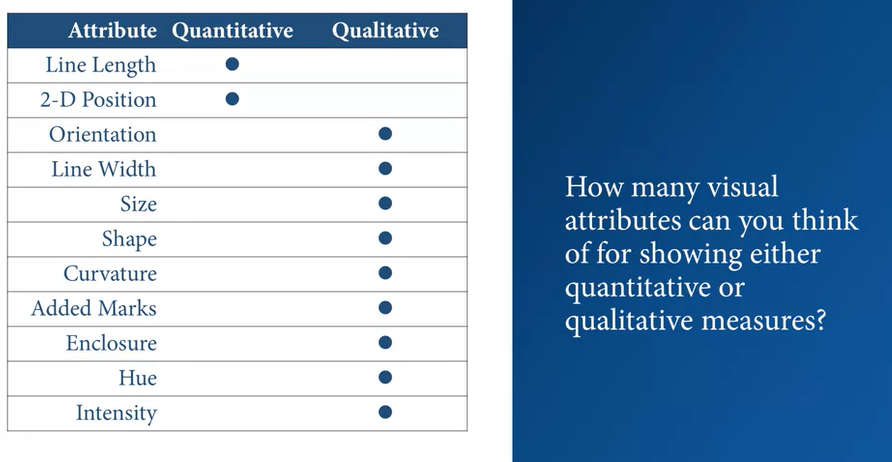 Attribute Quantitative Qualitative
Line Length ●
2-D Position ●
Orientation ●
Line Width ●
Size ●
Shape ●
Curvature ●
Added Marks ●
Enclosure ●
Hue ●
Intensity ●
How many visual
attributes can you think
of for showing either
quantitative or
qualitative measures?